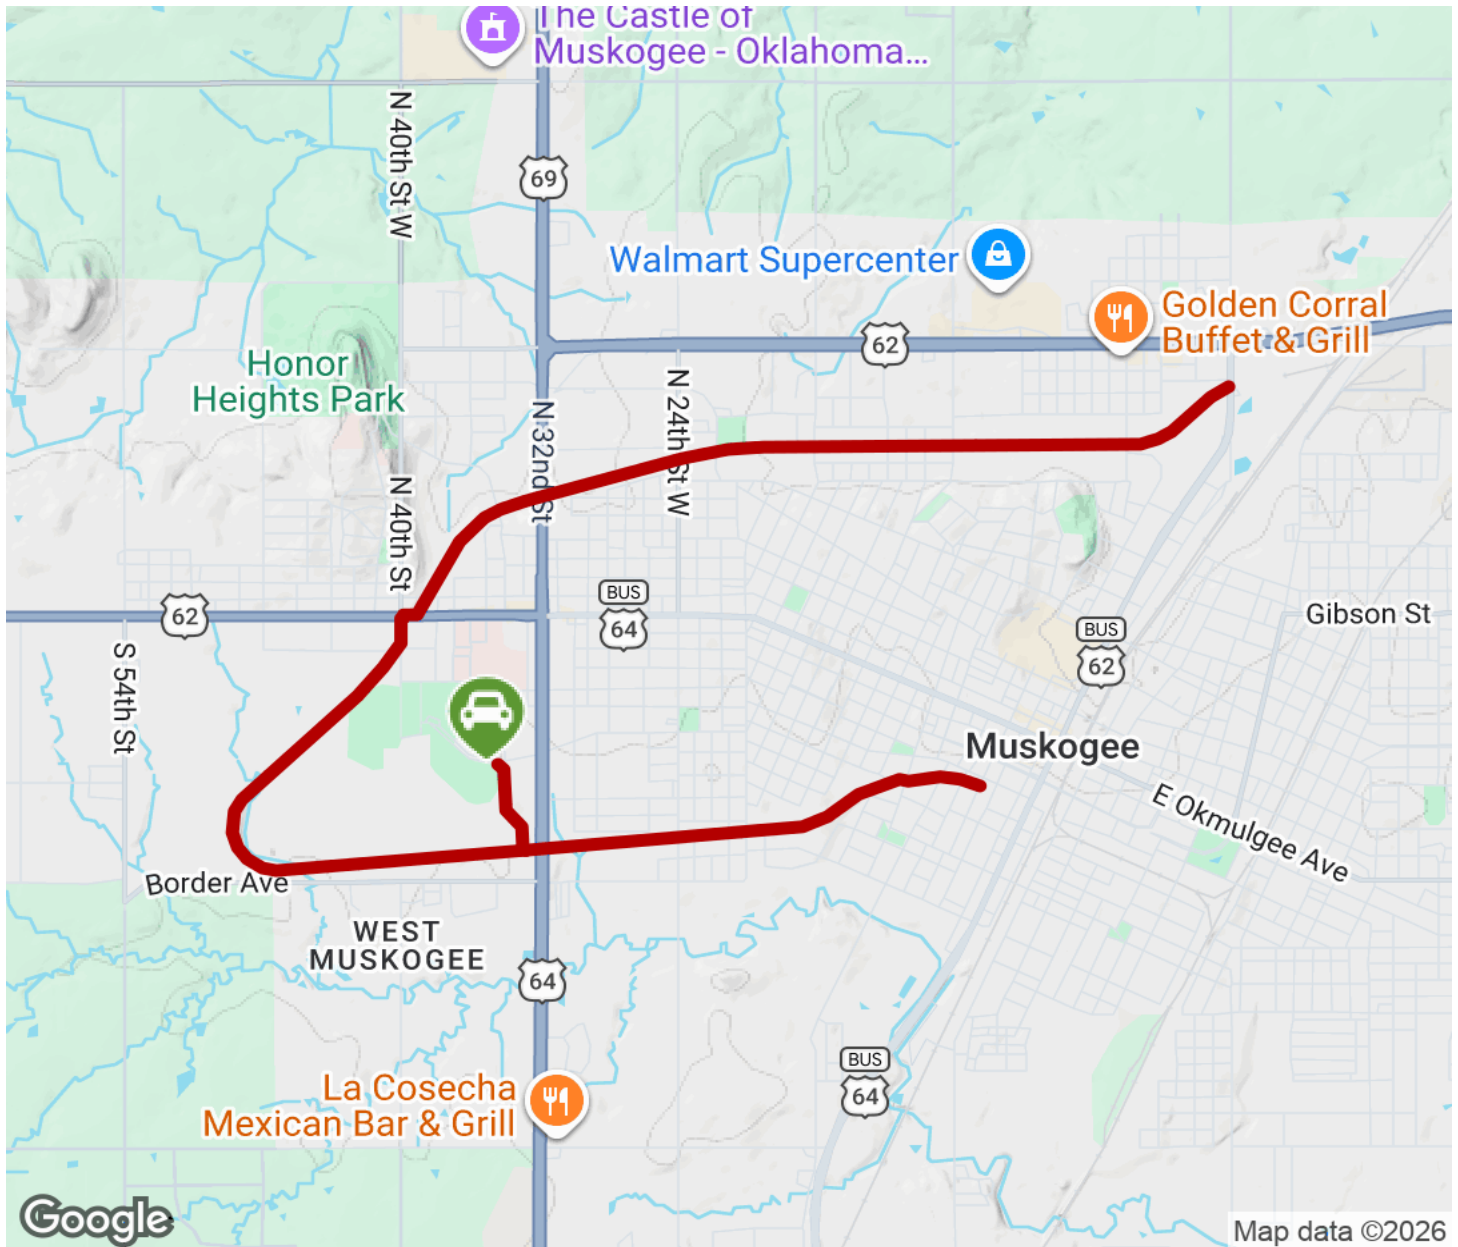 The Castle of
Muskogee - Oklahoma...
N 40th St W
69
Walmart Supercenter
Golden Corral
Buffet & Grill
62
Honor
Heights Park
N 32nd St
N 24th St W
N 40th St
62
BUS
64
Gibson St
BUS
62
S 54th St
Muskogee
E Okmulgee Ave
Border Ave
WEST
MUSKOGEE
64
BUS
64
La Cosecha
Mexican Bar & Grill
Google
Map data ©2026